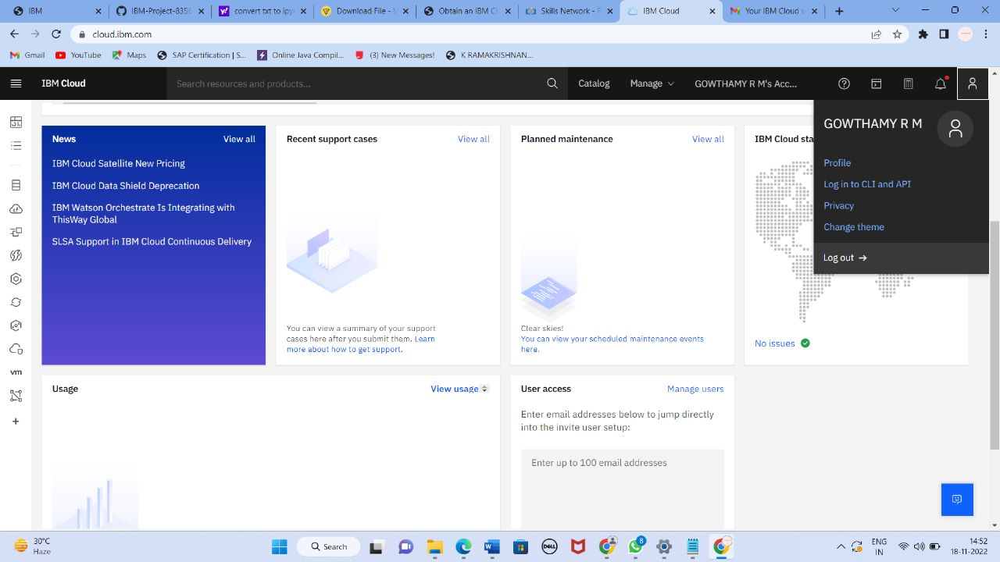 Skills
IBM-Project-8356
convert txt to ipy
Download File - V
Obtain an IBM Cl
Skills Network - R
IBM Cloud
Your IBM Cloud v
cloud.ibm.com
Gmail
YouTube
Maps
SAP Certification | S...
Online Java Compil...
(3) New Messages!
K.RAMAKRISHNAN...
IBM Cloud
Search resources and products...
Catalog
Manage
GOWTHAMY R M's Acc...
GOWTHAMY R M
Profile
Log in to CLI and API
Privacy
Change theme
Log out →
News
View all
IBM Cloud Satellite New Pricing
IBM Cloud Data Shield Deprecation
IBM Watson Orchestrate Is Integrating with
ThisWay Global
SLSA Support in IBM Cloud Continuous Delivery
Recent support cases
View all
You can view a summary of your support
cases here after you submit them. Learn
more about how to get support.
Planned maintenance
View all
Clear skies!
You can view your scheduled maintenance events
here.
IBM Cloud sta
No issues
vm
Usage
View usage
User access
Manage users
Enter email addresses below to jump directly
into the invite user setup:
Enter up to 100 email addresses
30°C
Haze
Search
DELL
8
ENG
IN
14:52
18-11-2022